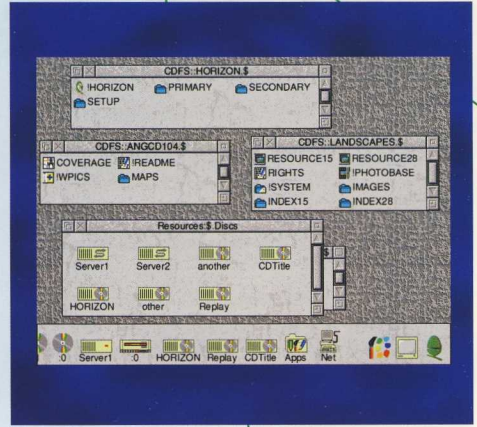 CDFS::HORIZON.$
!HORIZON PRIMARY SECONDARY
SETUP
CDFS::ANGCD104.$
COVERAGE !README
!WPICS MAPS
CDFS::LANDSCAPES.$
RESOURCE15 RESOURCE28
RIGHTS !PHOTOBASE
!SYSTEM IMAGES
INDEX15 INDEX28
Resources:$.Discs
$
Server1 Server2 another CDTitle
HORIZON other Replay
:0 Server1 :0 HORIZON Replay CDTitle Apps Net